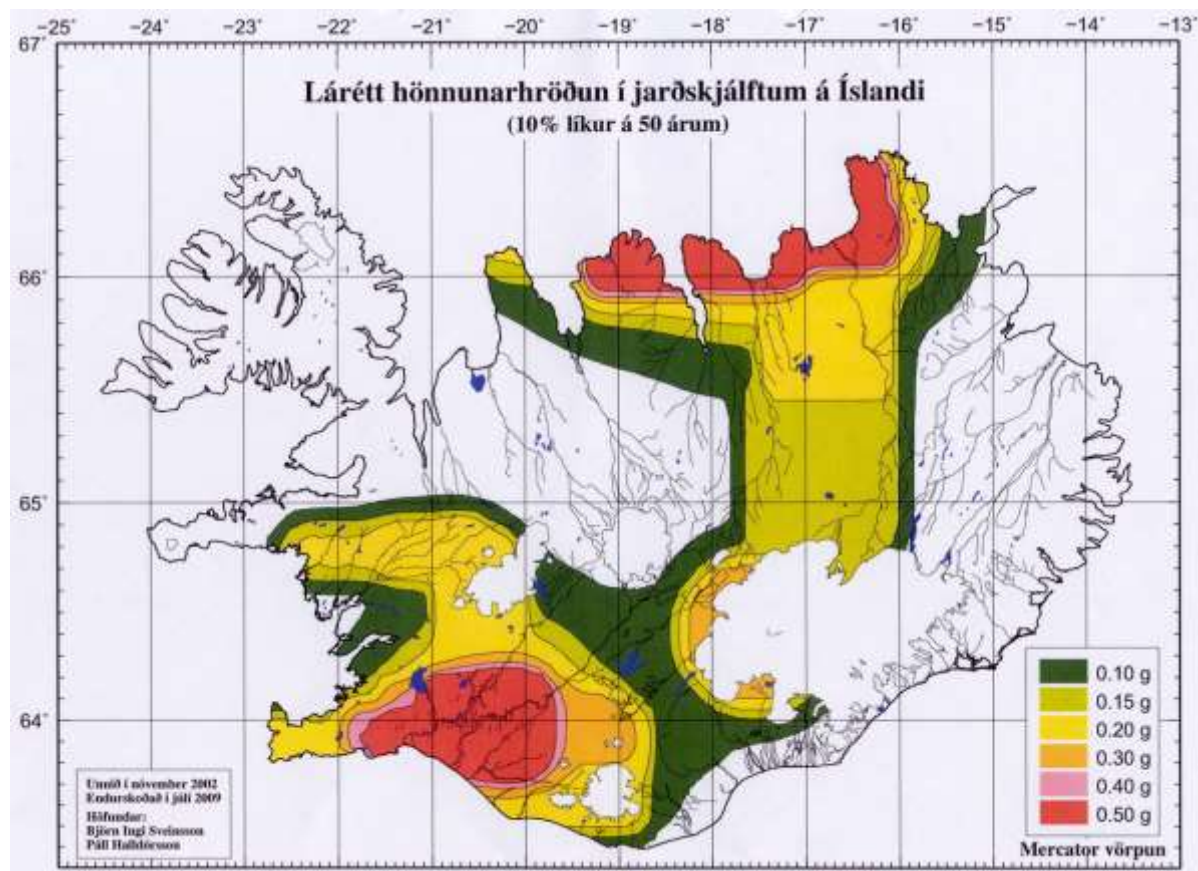 −25˚ −24˚ −23˚ −22˚ −21˚ −20˚ −19˚ −18˚ −17˚ −16˚ −15˚ −14˚ −13˚
67˚
Lárétt hönnunarhröðun í jarðskjálftum á Íslandi
(10% líkur á 50 árum)
66˚
65˚
64˚
0.10 g
0.15 g
0.20 g
0.30 g
0.40 g
0.50 g
Unnið í nóvember 2002
Endurskoðað í júlí 2009
Höfundar:
Björn Ingi Sveinsson
Páll Halldórsson
Mercator vörpun